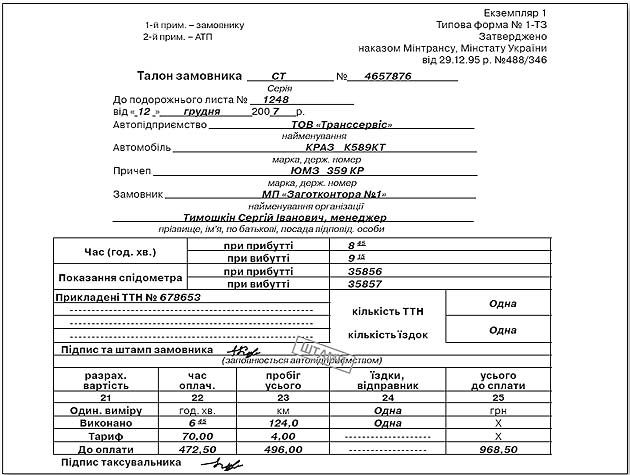 Екземпляр 1
1-й прим. – замовнику Типова форма № 1-ТЗ
2-й прим. – АТП Затверджено
наказом Мінтрансу, Мінстату України
від 29.12.95 р. №488/346
Талон замовника СТ № 4657876
Серія
До подорожнього листа № 1248
від «12» грудня 2007 р.
Автопідприємство ТОВ «Транссервіс»
найменування
Автомобіль КРАЗ К589КТ
марка, держ. номер
Причеп ЮМЗ 359 КР
марка, держ. номер
Замовник МП «Заготконтора №1»
найменування організації
Тимошкін Сергій Іванович, менеджер
прізвище, ім'я, по батькові, посада відповід. особи
Час (год. хв.) при прибутті 8 45
при вибутті 9 15
Показання спідометра при прибутті 35856
при вибутті 35857
Прикладені ТТН № 678653
кількість ТТН Одна
кількість їздок Одна
Підпис та штамп замовника ШТАМП
(заповнюється автопідприємством)
разрах. вартість час оплач. пробіг усього їздки, відправник усього до сплати
21 22 23 24 25
Один. виміру год. хв. км Одна грн
Виконано 6 45 124,0 Одна Х
Тариф 70,00 4,00 Х
До оплати 472,50 496,00 968,50
Підпис таксувальника